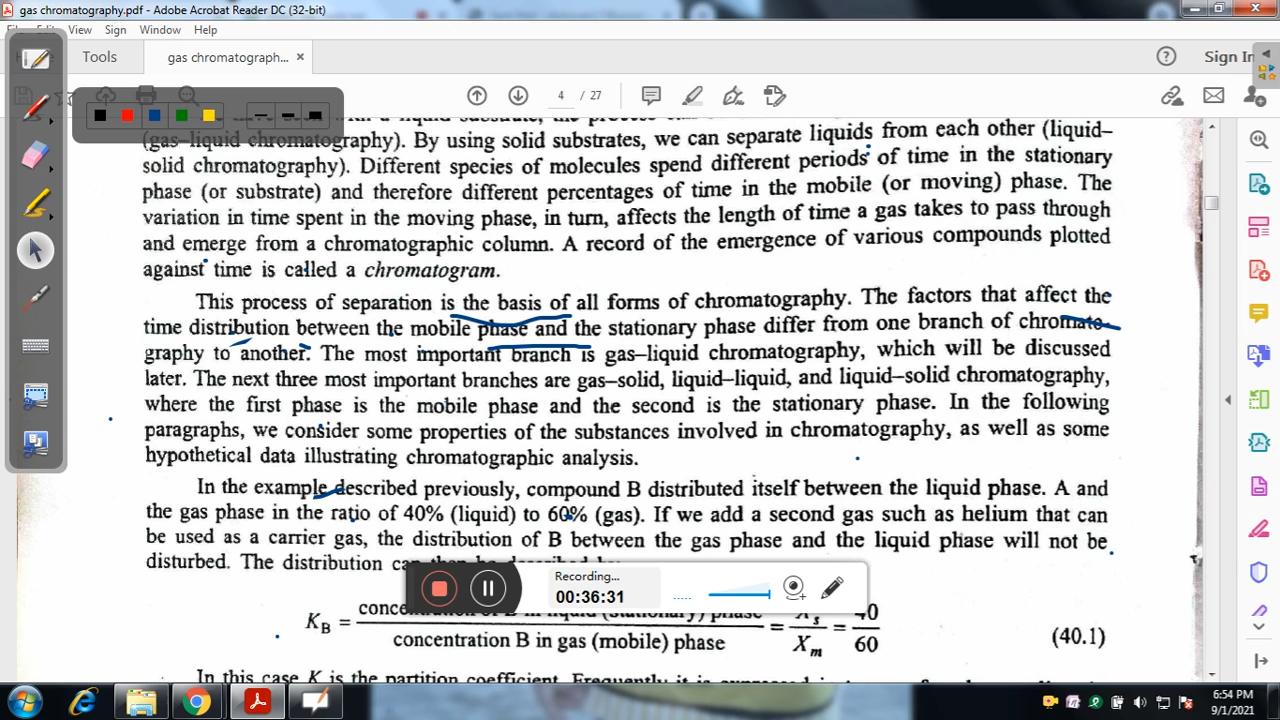 gas chromatography.pdf - Adobe Acrobat Reader DC (32-bit)
View Sign Window Help
Tools
gas chromatograph... ×
Sign In
4 / 27
(gas–liquid chromatography). By using solid substrates, we can separate liquids from each other (liquid–
solid chromatography). Different species of molecules spend different periods of time in the stationary
phase (or substrate) and therefore different percentages of time in the mobile (or moving) phase. The
variation in time spent in the moving phase, in turn, affects the length of time a gas takes to pass through
and emerge from a chromatographic column. A record of the emergence of various compounds plotted
against time is called a chromatogram.
This process of separation is the basis of all forms of chromatography. The factors that affect the
time distribution between the mobile phase and the stationary phase differ from one branch of chromato-
graphy to another. The most important branch is gas–liquid chromatography, which will be discussed
later. The next three most important branches are gas–solid, liquid–liquid, and liquid–solid chromatography,
where the first phase is the mobile phase and the second is the stationary phase. In the following
paragraphs, we consider some properties of the substances involved in chromatography, as well as some
hypothetical data illustrating chromatographic analysis.
In the example described previously, compound B distributed itself between the liquid phase. A and
the gas phase in the ratio of 40% (liquid) to 60% (gas). If we add a second gas such as helium that can
be used as a carrier gas, the distribution of B between the gas phase and the liquid phase will not be
disturbed. The distribution
Recording...
00:36:31
K_B = concentration B in gas (mobile) phase = X_m = 60 (40.1)
In this case K is the partition coefficient. Frequently it is expressed
6:54 PM
9/1/2021